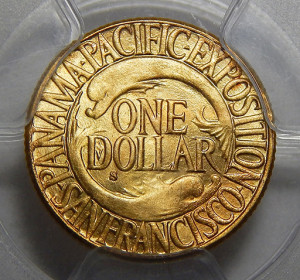 PANAMA·PACIFIC·EXPOSITION
ONE
DOLLAR
S
SAN·FRANCISCO